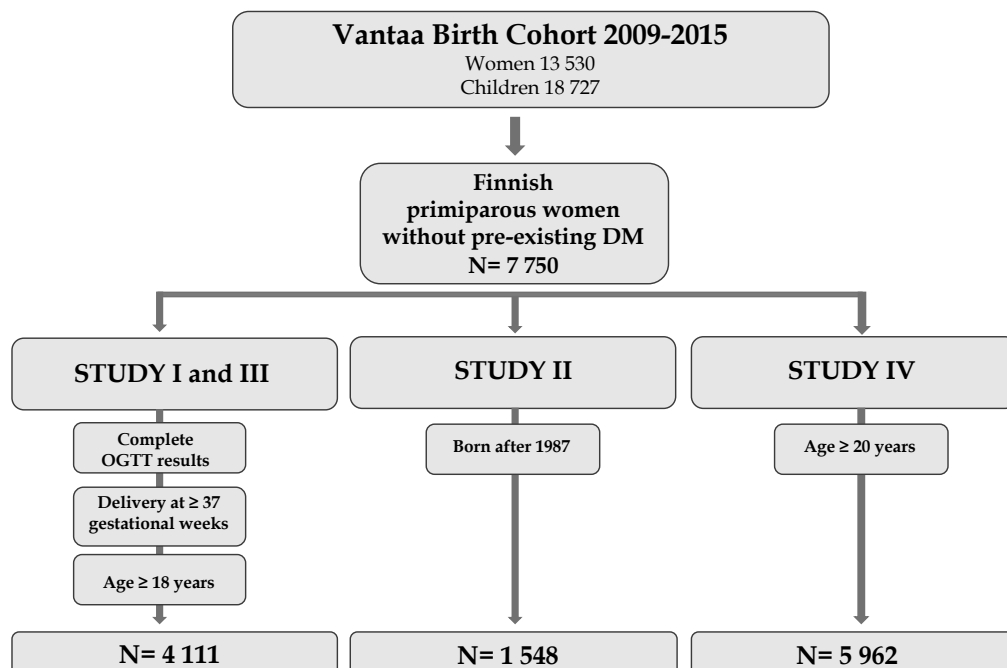 Vantaa Birth Cohort 2009-2015
Women 13 530
Children 18 727
Finnish
primiparous women
without pre-existing DM
N= 7 750
STUDY I and III
STUDY II
STUDY IV
Complete
OGTT results
Born after 1987
Age ≥ 20 years
Delivery at ≥ 37
gestational weeks
Age ≥ 18 years
N= 4 111
N= 1 548
N= 5 962